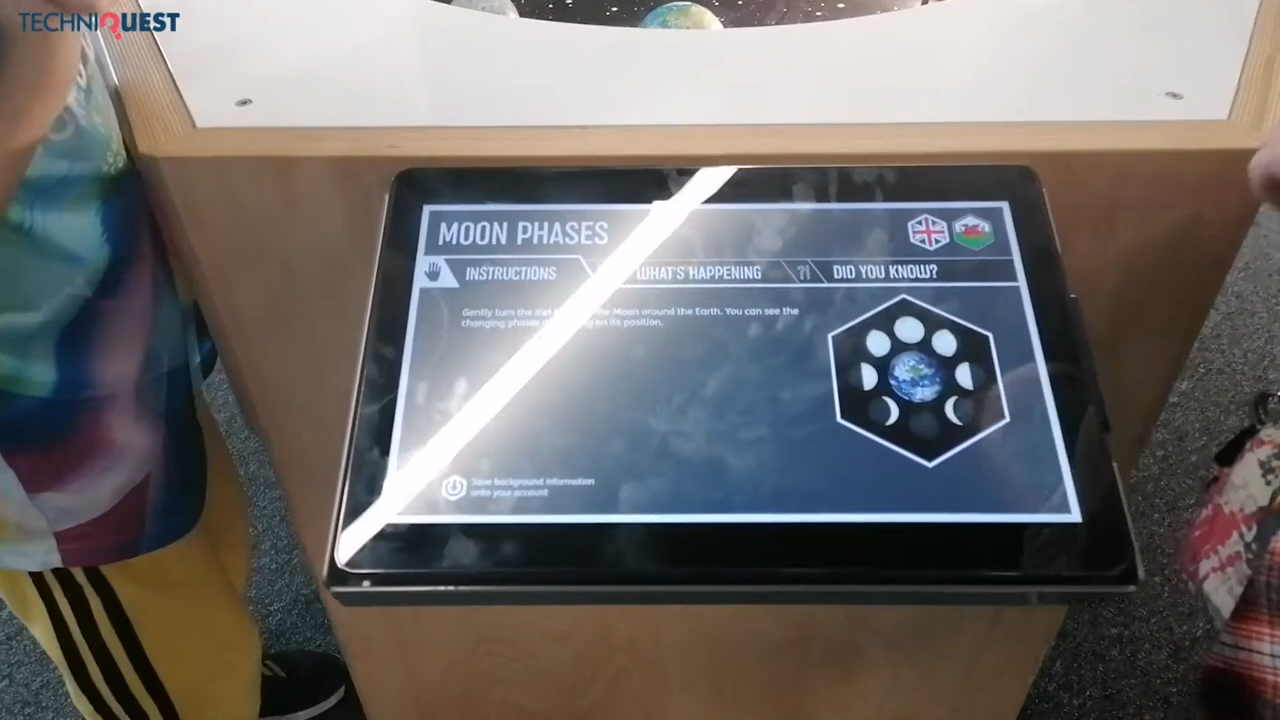 TECHNIQUEST
MOON PHASES
INSTRUCTIONS
WHAT'S HAPPENING
?!
DID YOU KNOW?
Gently turn the dial Moon around the Earth. You can see the
changing phases on its position.
Save background information
onto your account